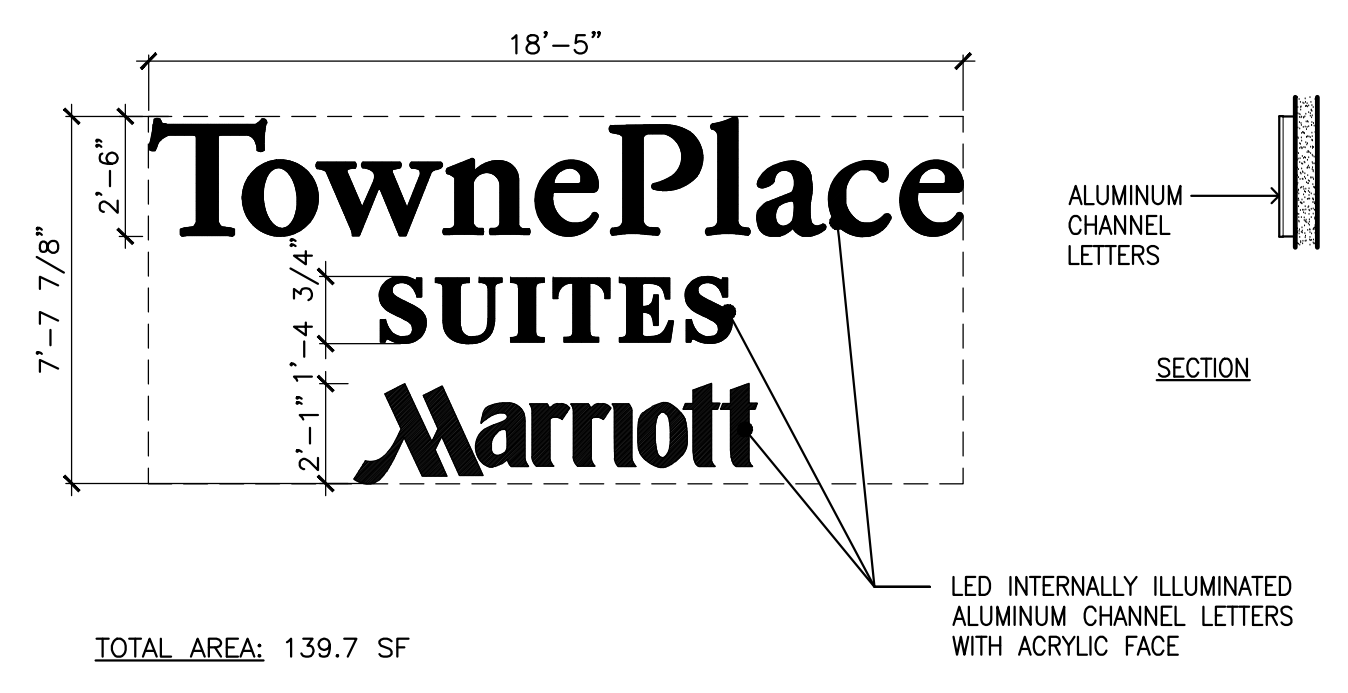 18'-5"
2'-6"
7'-7 7/8"
TownePlace
1'-4 3/4"
SUITES
2'-1"
Marriott
ALUMINUM
CHANNEL
LETTERS
SECTION
LED INTERNALLY ILLUMINATED
ALUMINUM CHANNEL LETTERS
WITH ACRYLIC FACE
TOTAL AREA: 139.7 SF